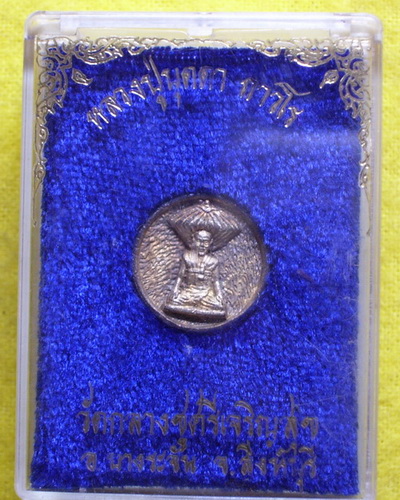 หลวงปู่บุดดา ถาวโร
วัดกลางชูศรีเจริญสุข
อ.บางระจัน จ.สิงห์บุรี